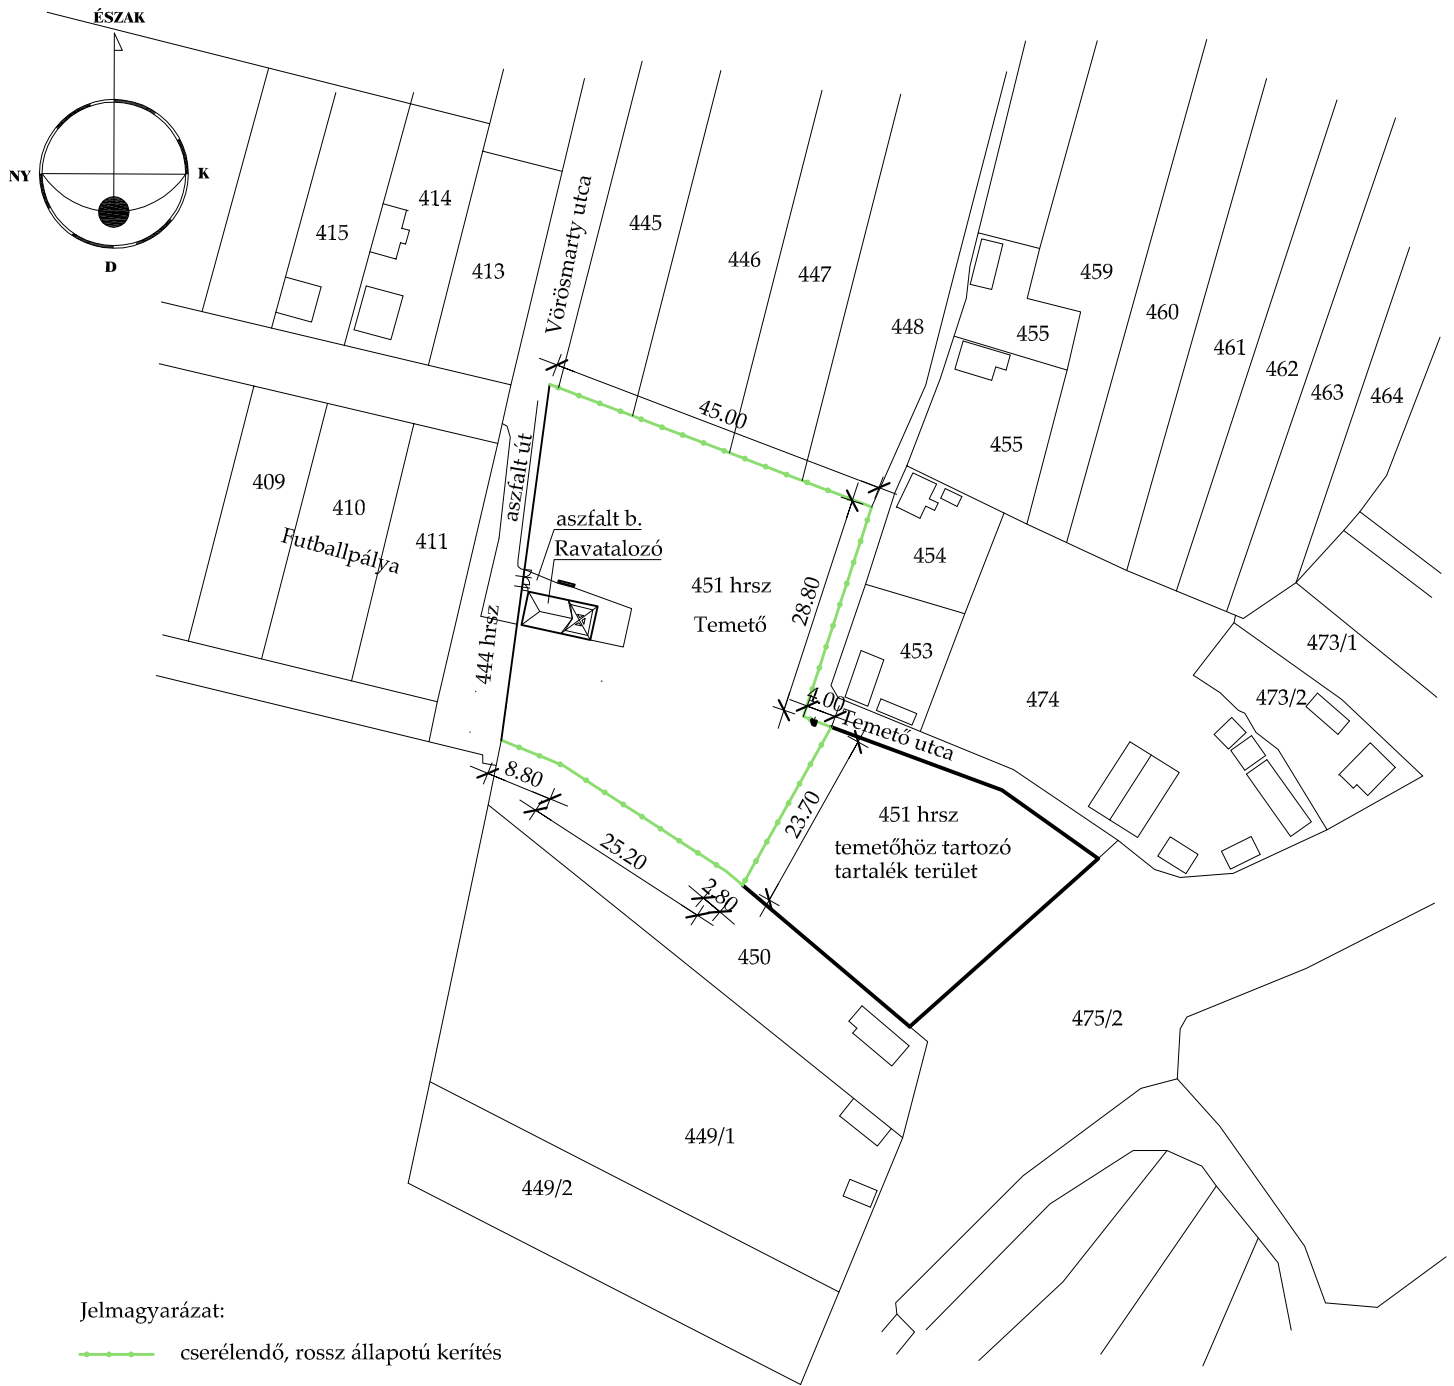 ÉSZAK
NY
K
D
414
415
413
Vörösmarty utca
445
446
447
448
459
455
460
461
462
463
464
455
45.00
409
410
411
Futballpálya
aszfalt út
aszfalt b.
Ravatalozó
451 hrsz
Temető
28.80
454
453
444 hrsz
473/1
473/2
474
4.00
Temető utca
8.80
25.20
2.80
23.70
451 hrsz
temetőhöz tartozó
tartalék terület
450
475/2
449/1
449/2
Jelmagyarázat:
cserélendő, rossz állapotú kerítés